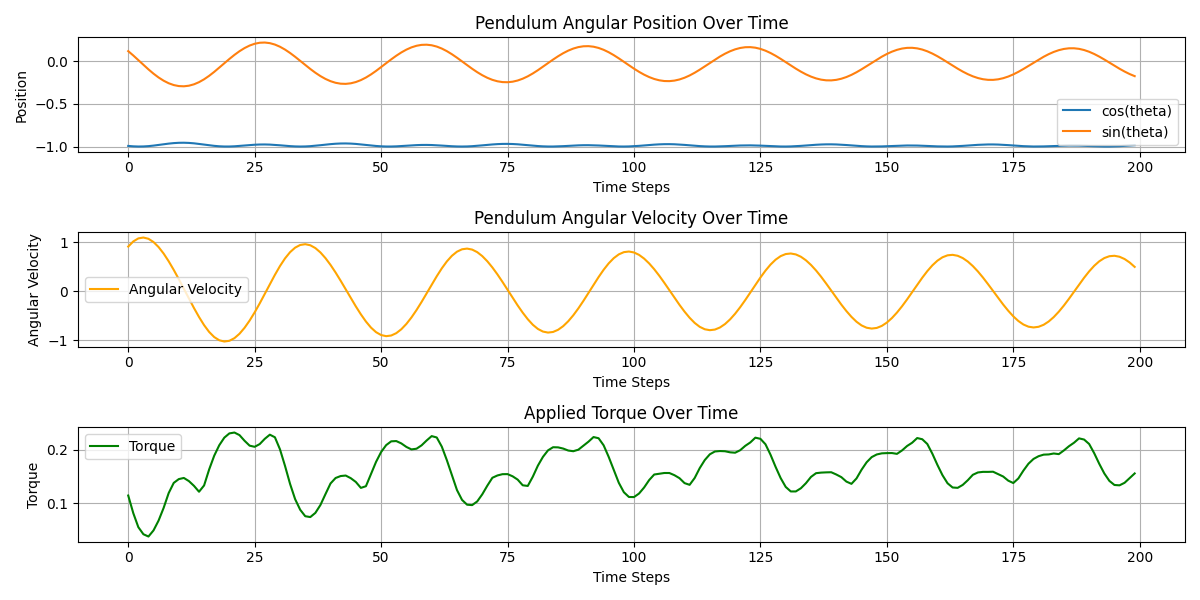 Pendulum Angular Position Over Time
Position
0.0
−0.5
−1.0
cos(theta)
sin(theta)
0 25 50 75 100 125 150 175 200
Time Steps
Pendulum Angular Velocity Over Time
Angular Velocity
1
0
−1
Angular Velocity
0 25 50 75 100 125 150 175 200
Time Steps
Applied Torque Over Time
Torque
0.2
0.1
Torque
0 25 50 75 100 125 150 175 200
Time Steps